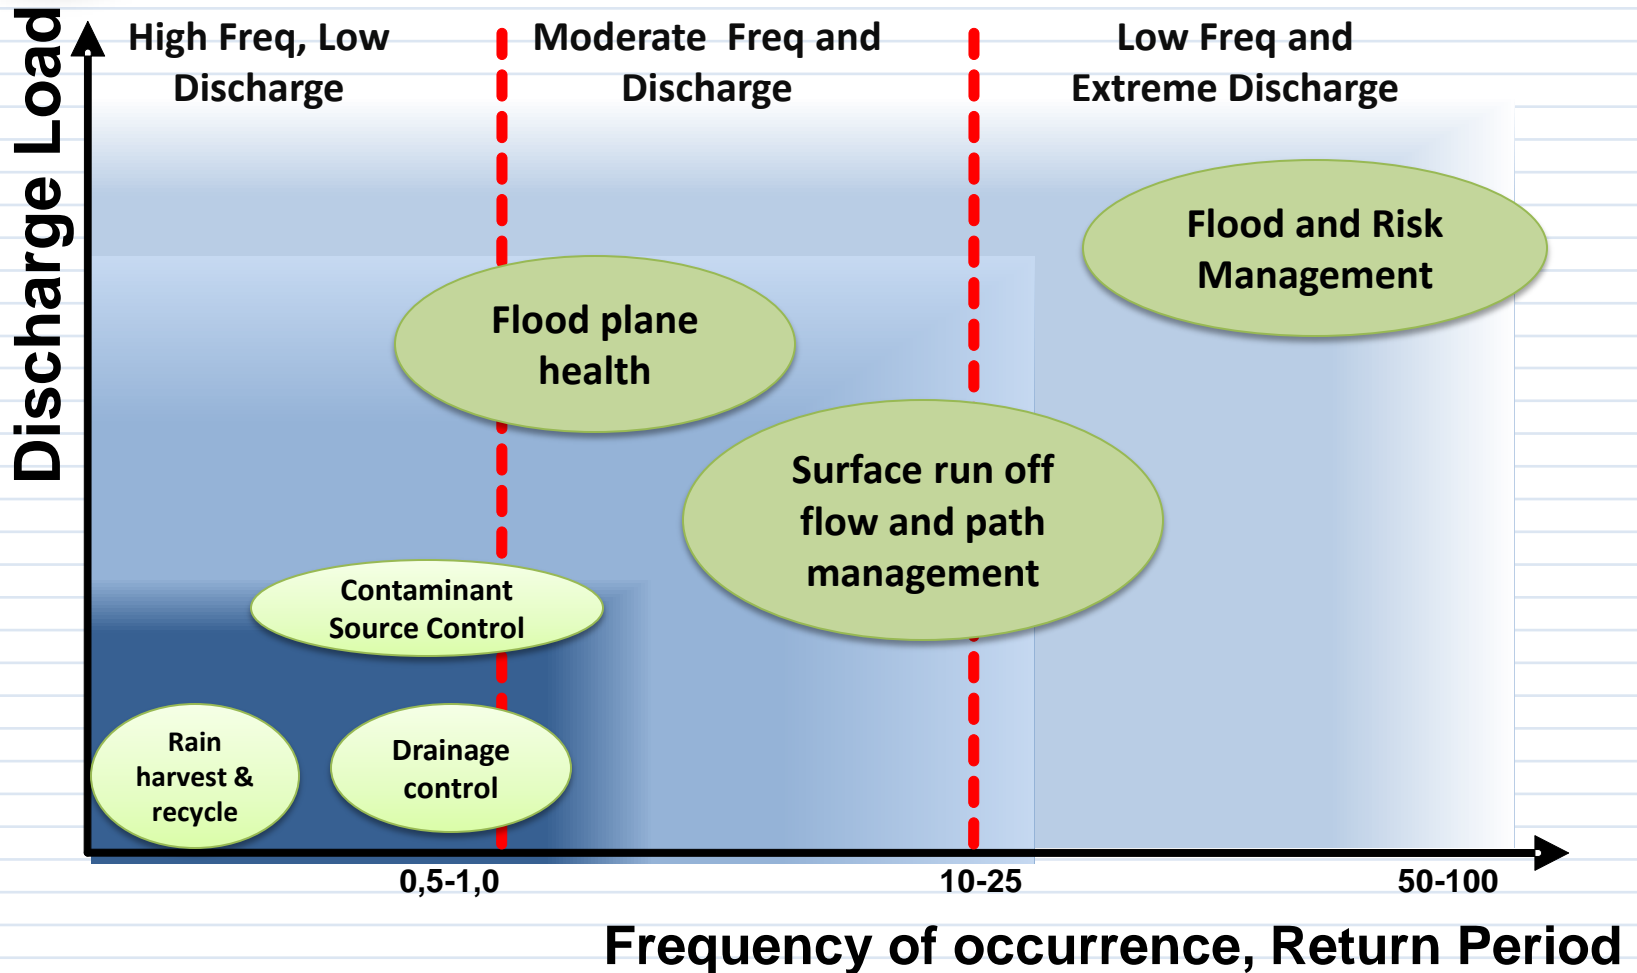 Discharge Load
High Freq, Low
Discharge
Moderate Freq and
Discharge
Low Freq and
Extreme Discharge
Flood and Risk
Management
Flood plane
health
Surface run off
flow and path
management
Contaminant
Source Control
Rain
harvest &
recycle
Drainage
control
0,5-1,0
10-25
50-100
Frequency of occurrence, Return Period